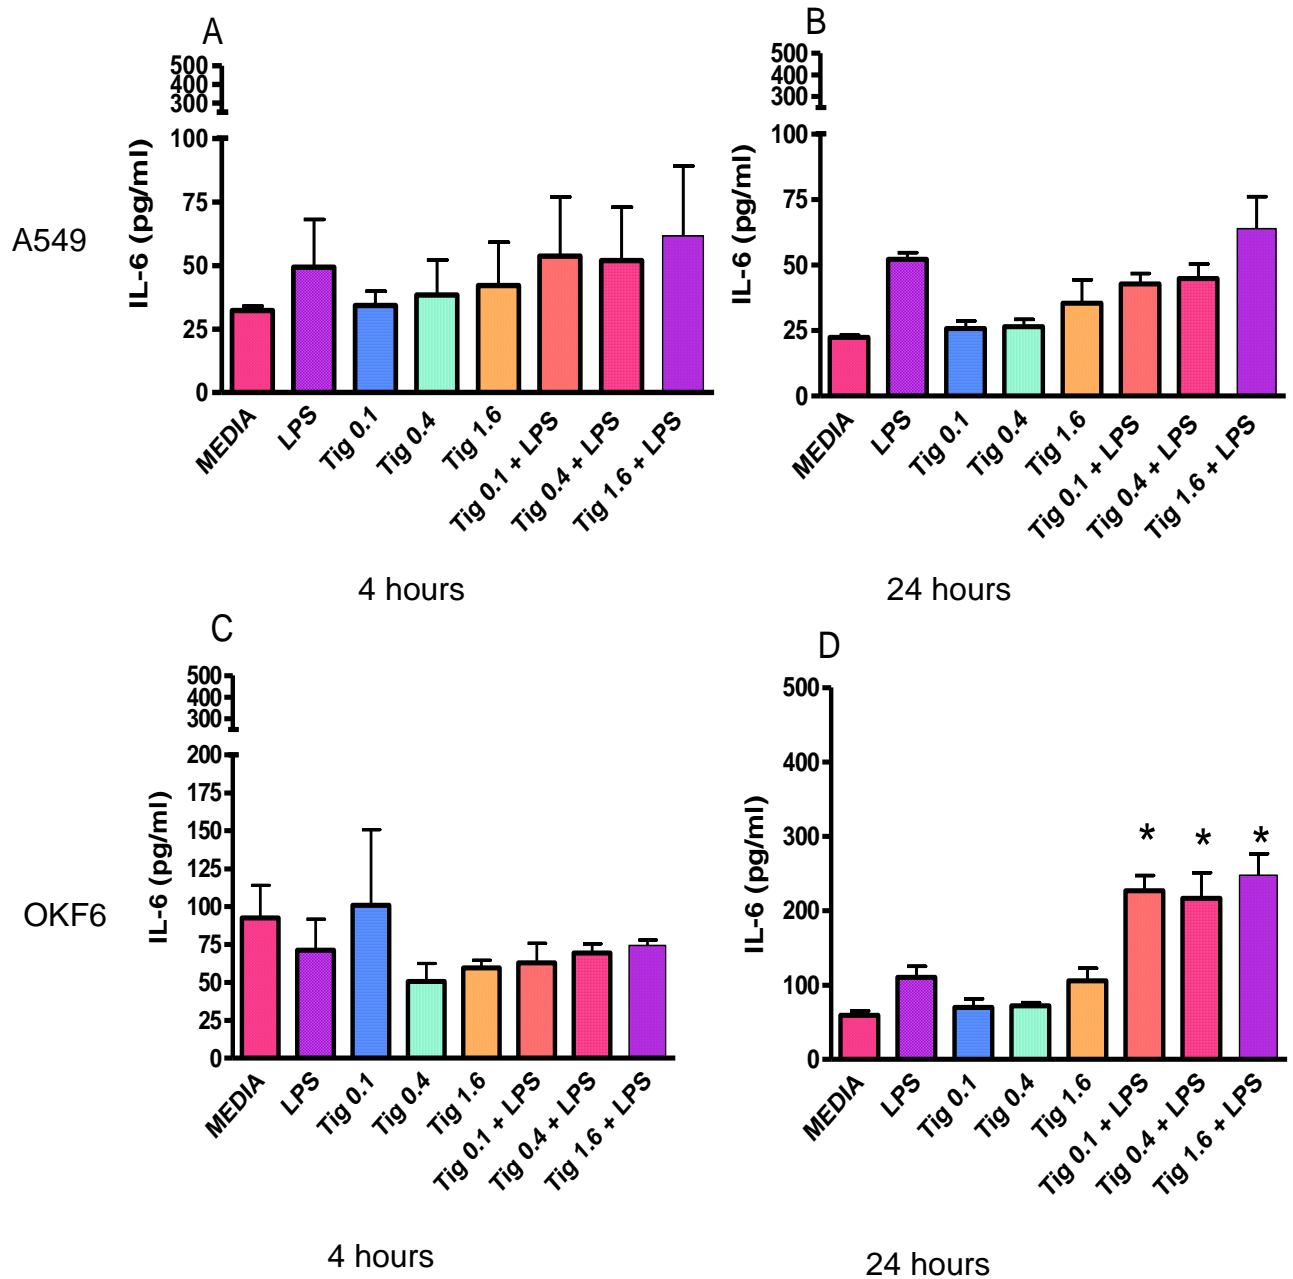 A
500
400
300
100
75
50
25
0
IL-6 (pg/ml)
A549
MEDIA
LPS
Tig 0.1
Tig 0.4
Tig 1.6
Tig 0.1 + LPS
Tig 0.4 + LPS
Tig 1.6 + LPS
4 hours
B
500
400
300
100
75
50
25
0
IL-6 (pg/ml)
MEDIA
LPS
Tig 0.1
Tig 0.4
Tig 1.6
Tig 0.1 + LPS
Tig 0.4 + LPS
Tig 1.6 + LPS
24 hours
C
500
400
300
200
175
150
125
100
75
50
25
0
IL-6 (pg/ml)
OKF6
MEDIA
LPS
Tig 0.1
Tig 0.4
Tig 1.6
Tig 0.1 + LPS
Tig 0.4 + LPS
Tig 1.6 + LPS
4 hours
D
500
400
300
200
100
0
IL-6 (pg/ml)
* * *
MEDIA
LPS
Tig 0.1
Tig 0.4
Tig 1.6
Tig 0.1 + LPS
Tig 0.4 + LPS
Tig 1.6 + LPS
24 hours